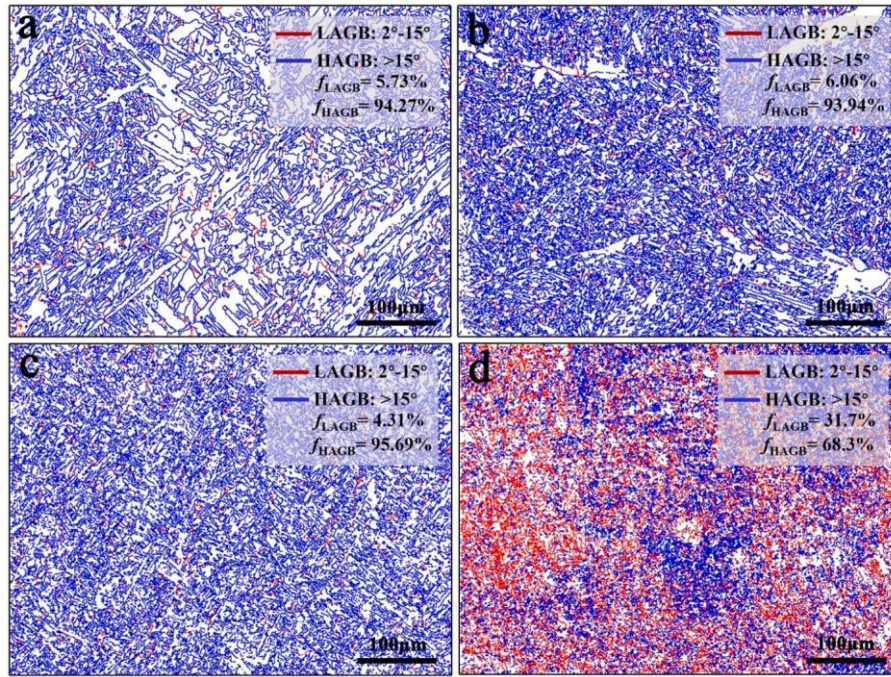 a
LAGB: 2°-15°
HAGB: >15°
fLAGB= 5.73%
fHAGB= 94.27%
100μm
b
LAGB: 2°-15°
HAGB: >15°
fLAGB= 6.06%
fHAGB= 93.94%
100μm
c
LAGB: 2°-15°
HAGB: >15°
fLAGB= 4.31%
fHAGB= 95.69%
100μm
d
LAGB: 2°-15°
HAGB: >15°
fLAGB= 31.7%
fHAGB= 68.3%
100μm